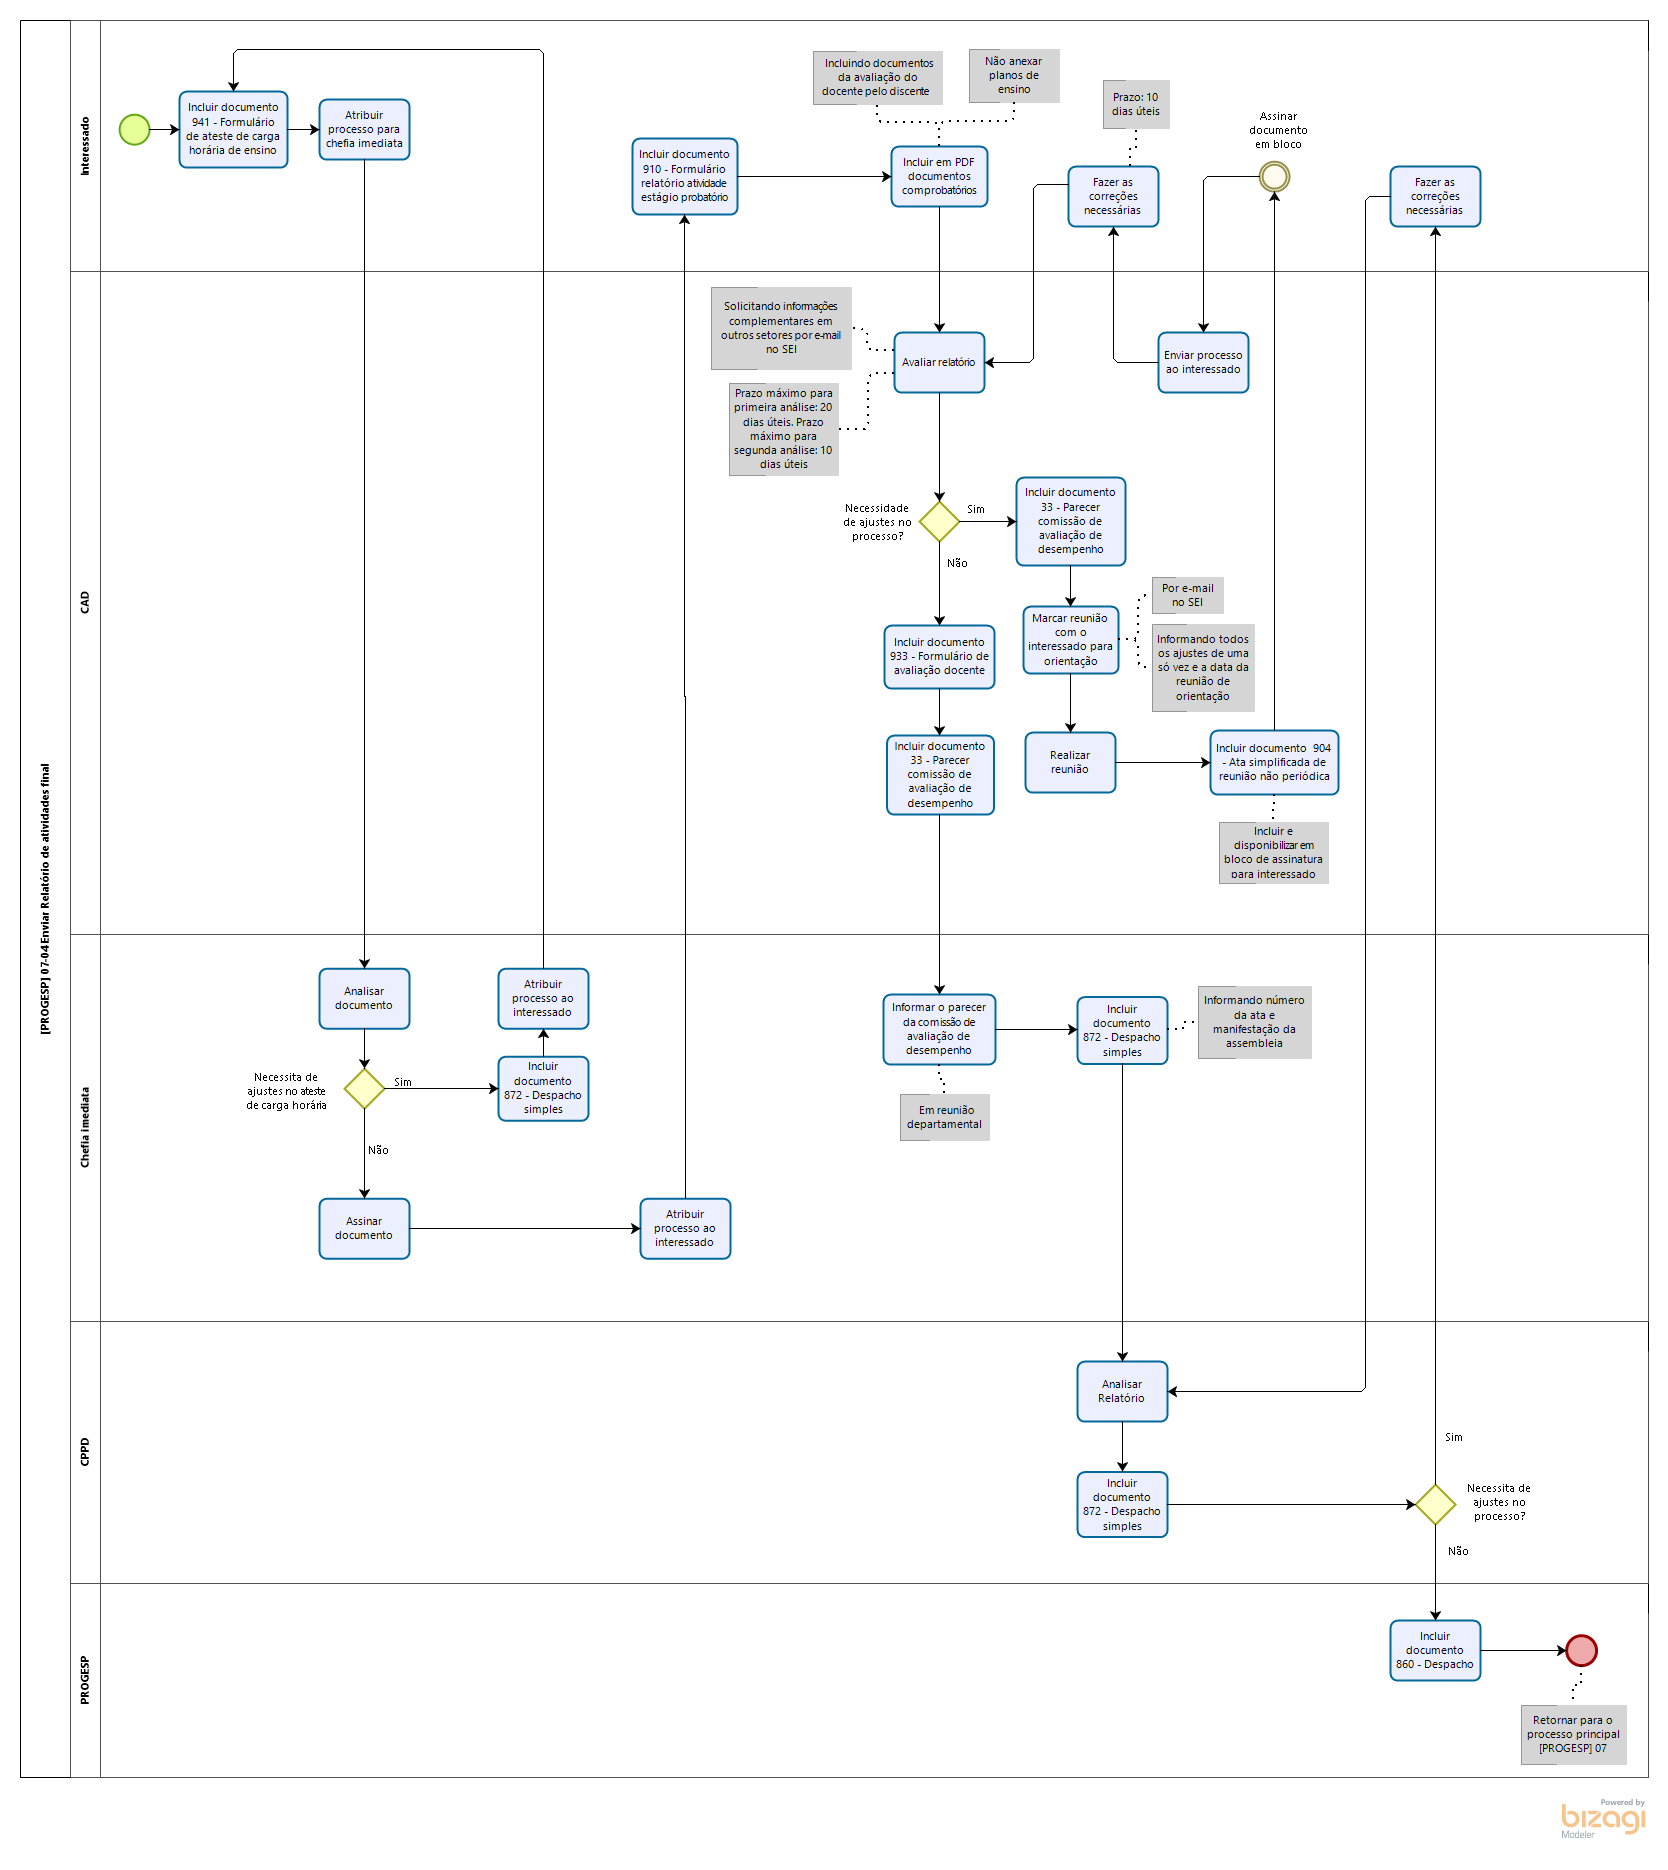 [PROGESP] 07-04 Enviar Relatório de atividades final
Interessado
Incluir documento
941 - Formulário
de ateste de carga
horária de ensino
Atribuir
processo para
chefia imediata
Incluir documento
910 - Formulário
relatório atividade
estágio probatório
Incluindo documentos
da avaliação do
docente pelo discente
Não anexar
planos de
ensino
Incluir em PDF
documentos
comprobatórios
Prazo: 10
dias úteis
Fazer as
correções
necessárias
Assinar
documento
em bloco
Fazer as
correções
necessárias
CAD
Solicitando informações
complementares em
outros setores por e-mail
no SEI
Avaliar relatório
Prazo máximo para
primeira análise: 20
dias úteis. Prazo
máximo para
segunda análise: 10
dias úteis
Enviar processo
ao interessado
Necessidade
de ajustes no
processo?
Sim
Não
Incluir documento
33 - Parecer
comissão de
avaliação de
desempenho
Marcar reunião
com o
interessado para
orientação
Por e-mail
no SEI
Informando todos
os ajustes de uma
só vez e a data da
reunião de
orientação
Incluir documento
933 - Formulário de
avaliação docente
Incluir documento
33 - Parecer
comissão de
avaliação de
desempenho
Realizar
reunião
Incluir documento 904
- Ata simplificada de
reunião não periódica
Incluir e
disponibilizar em
bloco de assinatura
para interessado
Chefia imediata
Analisar
documento
Atribuir
processo ao
interessado
Necessita de
ajustes no ateste
de carga horária
Sim
Não
Incluir
documento
872 - Despacho
simples
Assinar
documento
Atribuir
processo ao
interessado
Informar o parecer
da comissão de
avaliação de
desempenho
Em reunião
departamental
Incluir
documento
872 - Despacho
simples
Informando número
da ata e
manifestação da
assembleia
CPPD
Analisar
Relatório
Incluir
documento
872 - Despacho
simples
Sim
Necessita de
ajustes no
processo?
Não
PROGESP
Incluir
documento
860 - Despacho
Retornar para o
processo principal
[PROGESP] 07
Powered by
bizagi
Modeler